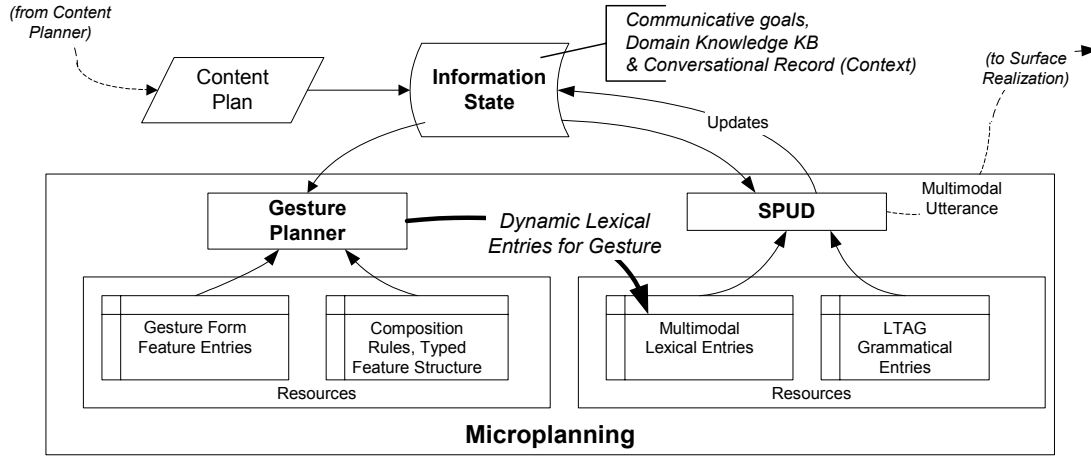 (from Content
Planner)
Content
Plan
Information
State
Communicative goals,
Domain Knowledge KB
& Conversational Record (Context)
(to Surface
Realization)
Updates
Gesture
Planner
Dynamic Lexical
Entries for Gesture
SPUD
Multimodal
Utterance
Gesture Form
Feature Entries
Composition
Rules, Typed
Feature Structure
Resources
Multimodal
Lexical Entries
LTAG
Grammatical
Entries
Resources
Microplanning